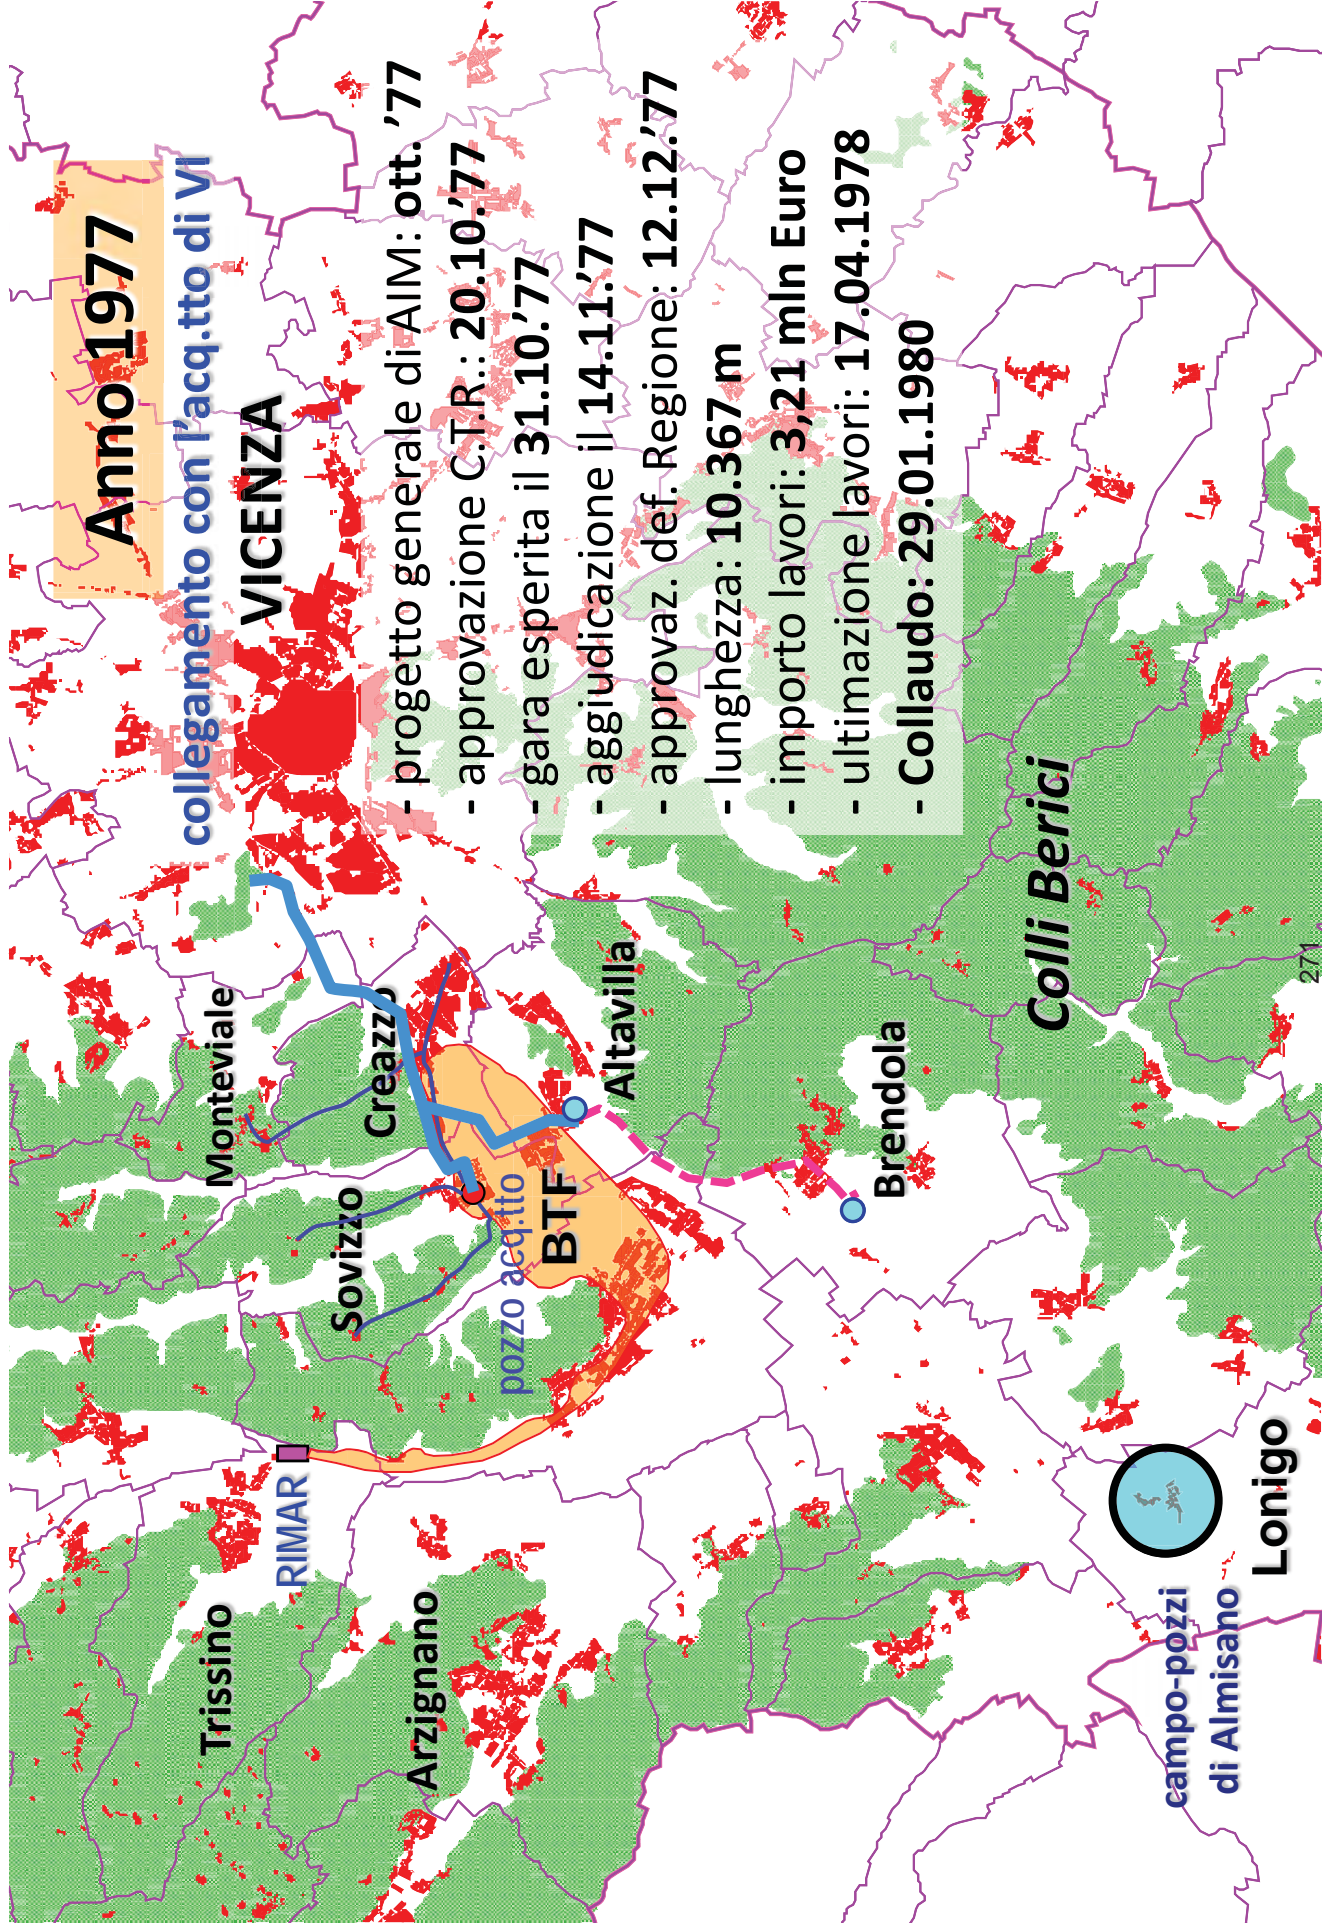 Anno1977
collegamento con l'acq.tto di VI
VICENZA
- progetto generale di AIM: ott. '77
- approvazione C.T.R.: 20.10.'77
- gara esperita il 31.10.'77
- aggiudicazione il 14.11.'77
- approvaz. def. Regione: 12.12.'77
- lunghezza: 10.367 m
- importo lavori: 3,21 mln Euro
- ultimazione lavori: 17.04.1978
- Collaudo: 29.01.1980
Monteviale
Creazzo
Sovizzo
Trissino
RIMAR
Arzignano
pozzo acq.tto
BTF
Altavilla
Brendola
Colli Berici
campo-pozzi
di Almisano
Lonigo
271